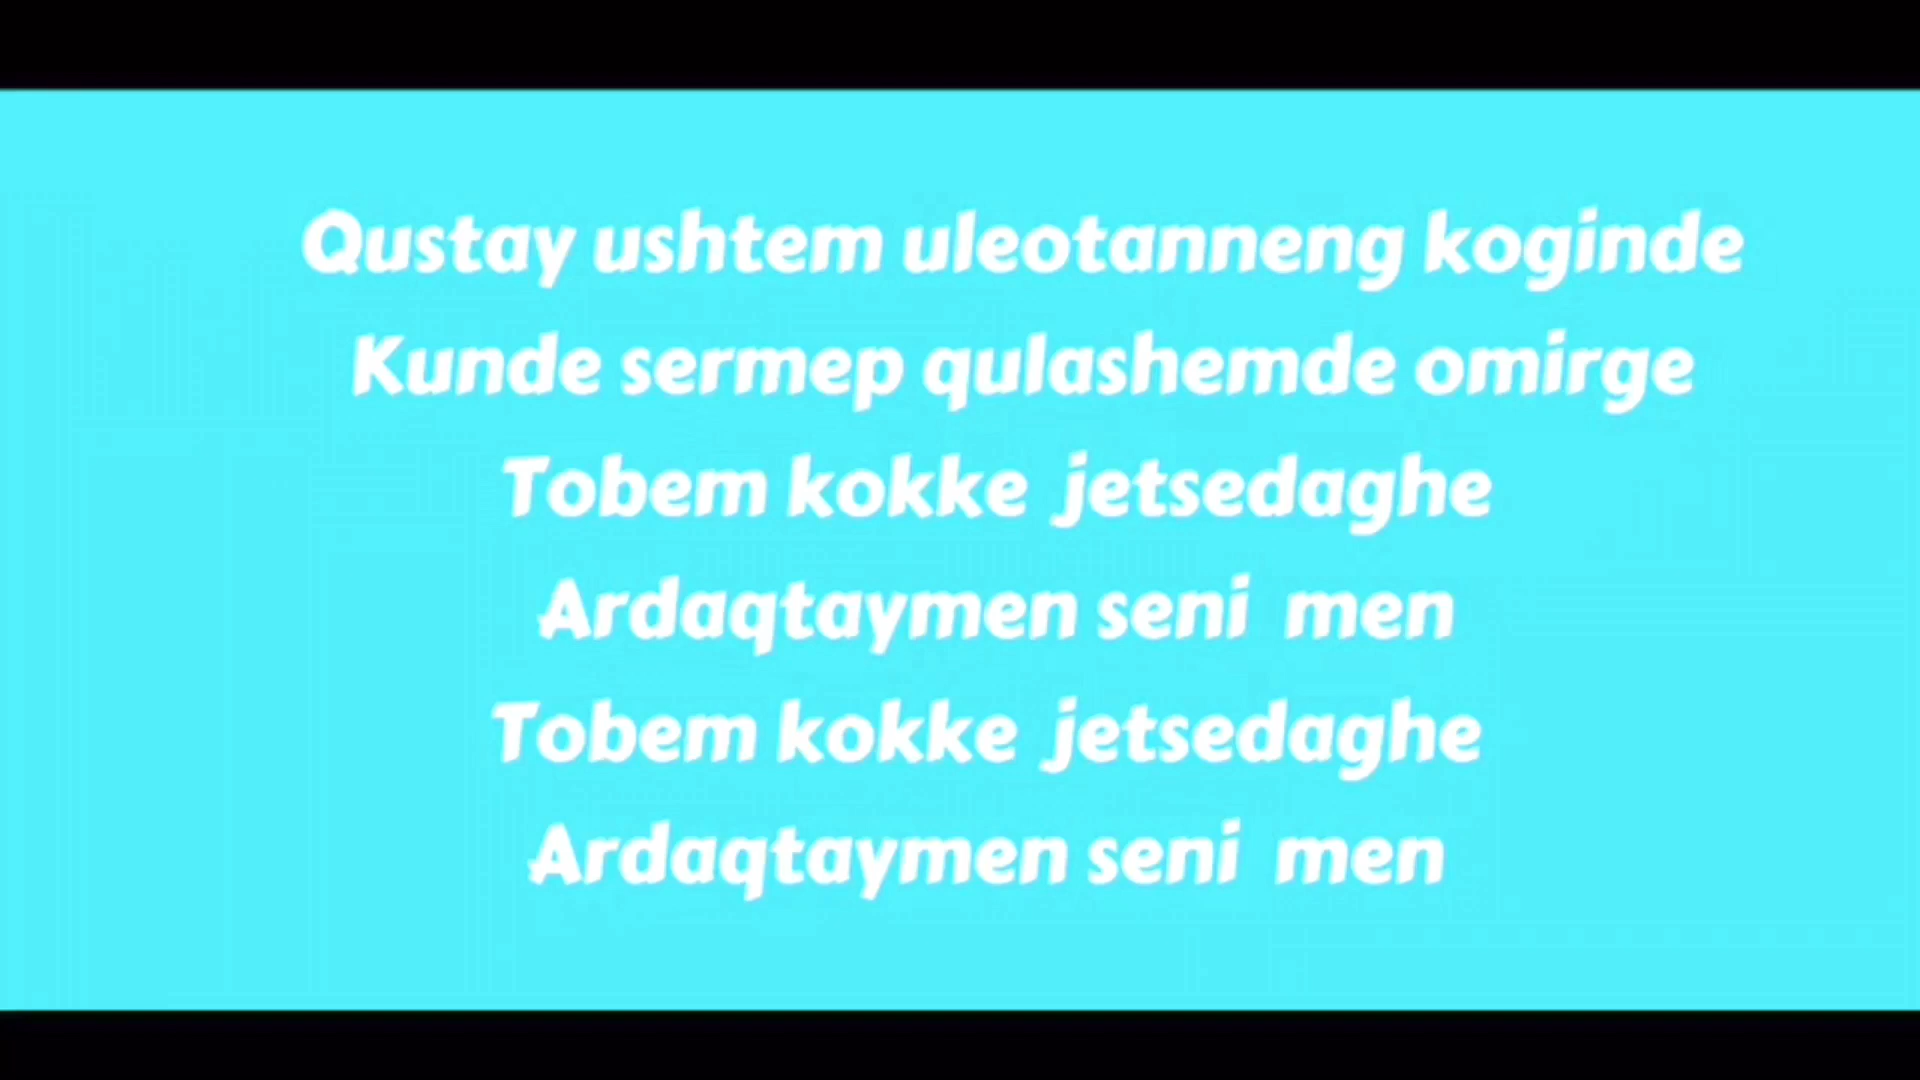 Qustay ushtem uleotanneng koginde
Kunde sermep qulashemde omirge
Tobem kokke jetsedaghe
Ardaqtaymen seni men
Tobem kokke jetsedaghe
Ardaqtaymen seni men